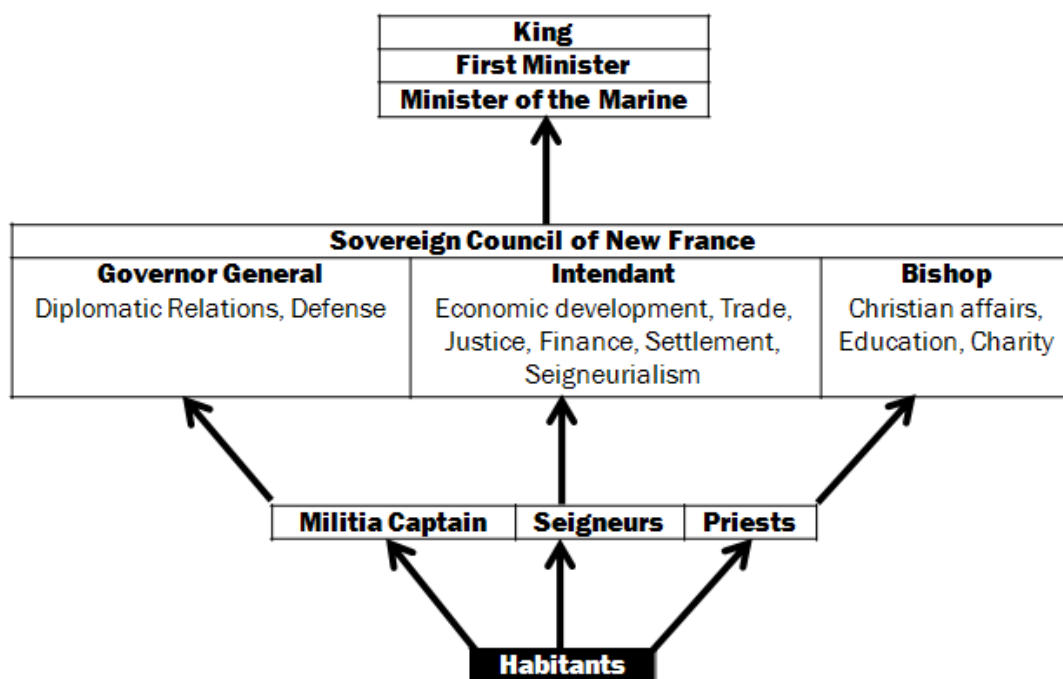 King
First Minister
Minister of the Marine
Sovereign Council of New France
Governor General
Diplomatic Relations, Defense
Intendant
Economic development, Trade,
Justice, Finance, Settlement,
Seigneurialism
Bishop
Christian affairs,
Education, Charity
Militia Captain
Seigneurs
Priests
Habitants